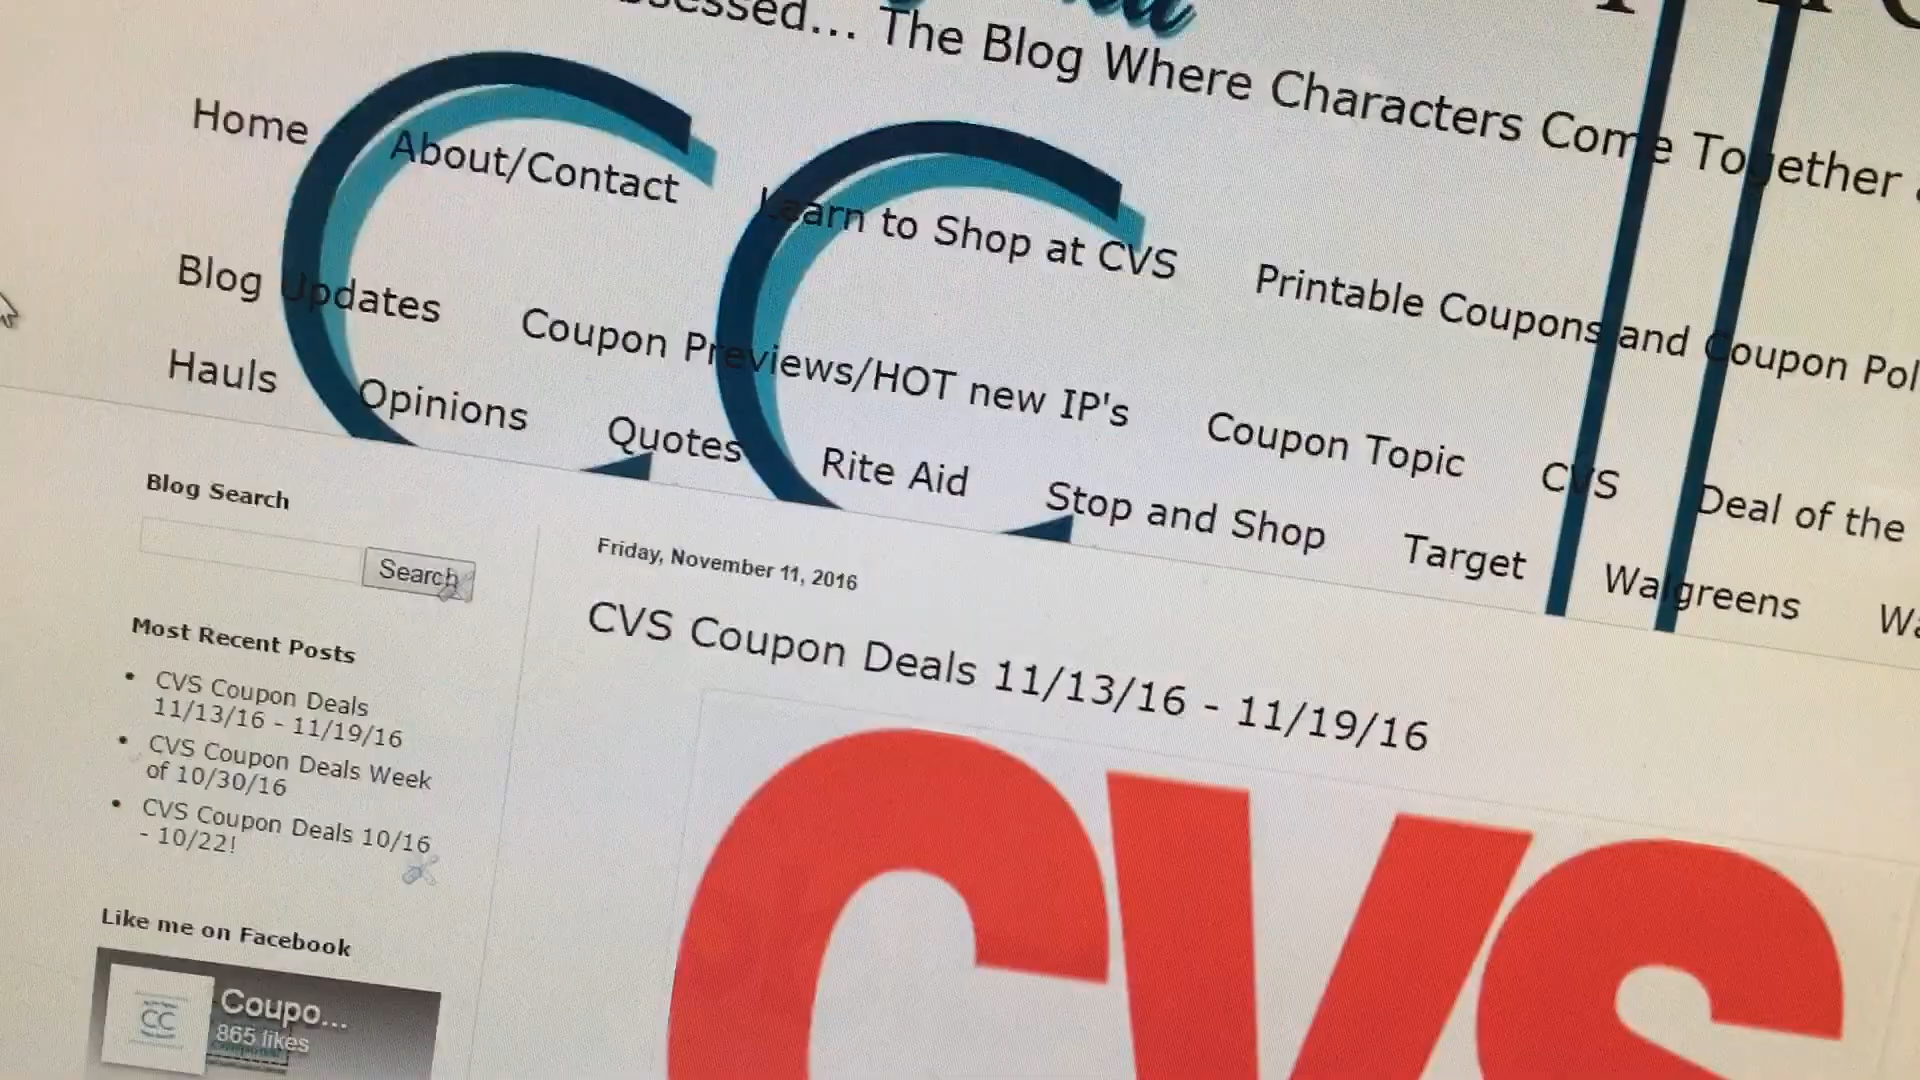 The Blog Where Characters Come Together
Home About/Contact Learn to Shop at CVS Printable Coupons and Coupon
Blog Updates Coupon Previews/HOT new IP's Coupon Topic CVS Deal of the
Hauls Opinions Quotes Rite Aid Stop and Shop Target Walgreens
Blog Search
Search
Most Recent Posts
CVS Coupon Deals
11/13/16 - 11/19/16
CVS Coupon Deals Week
of 10/30/16
CVS Coupon Deals 10/16
- 10/22!
Like me on Facebook
CC
Coupo...
865 likes
Friday, November 11, 2016
CVS Coupon Deals 11/13/16 - 11/19/16
CVS